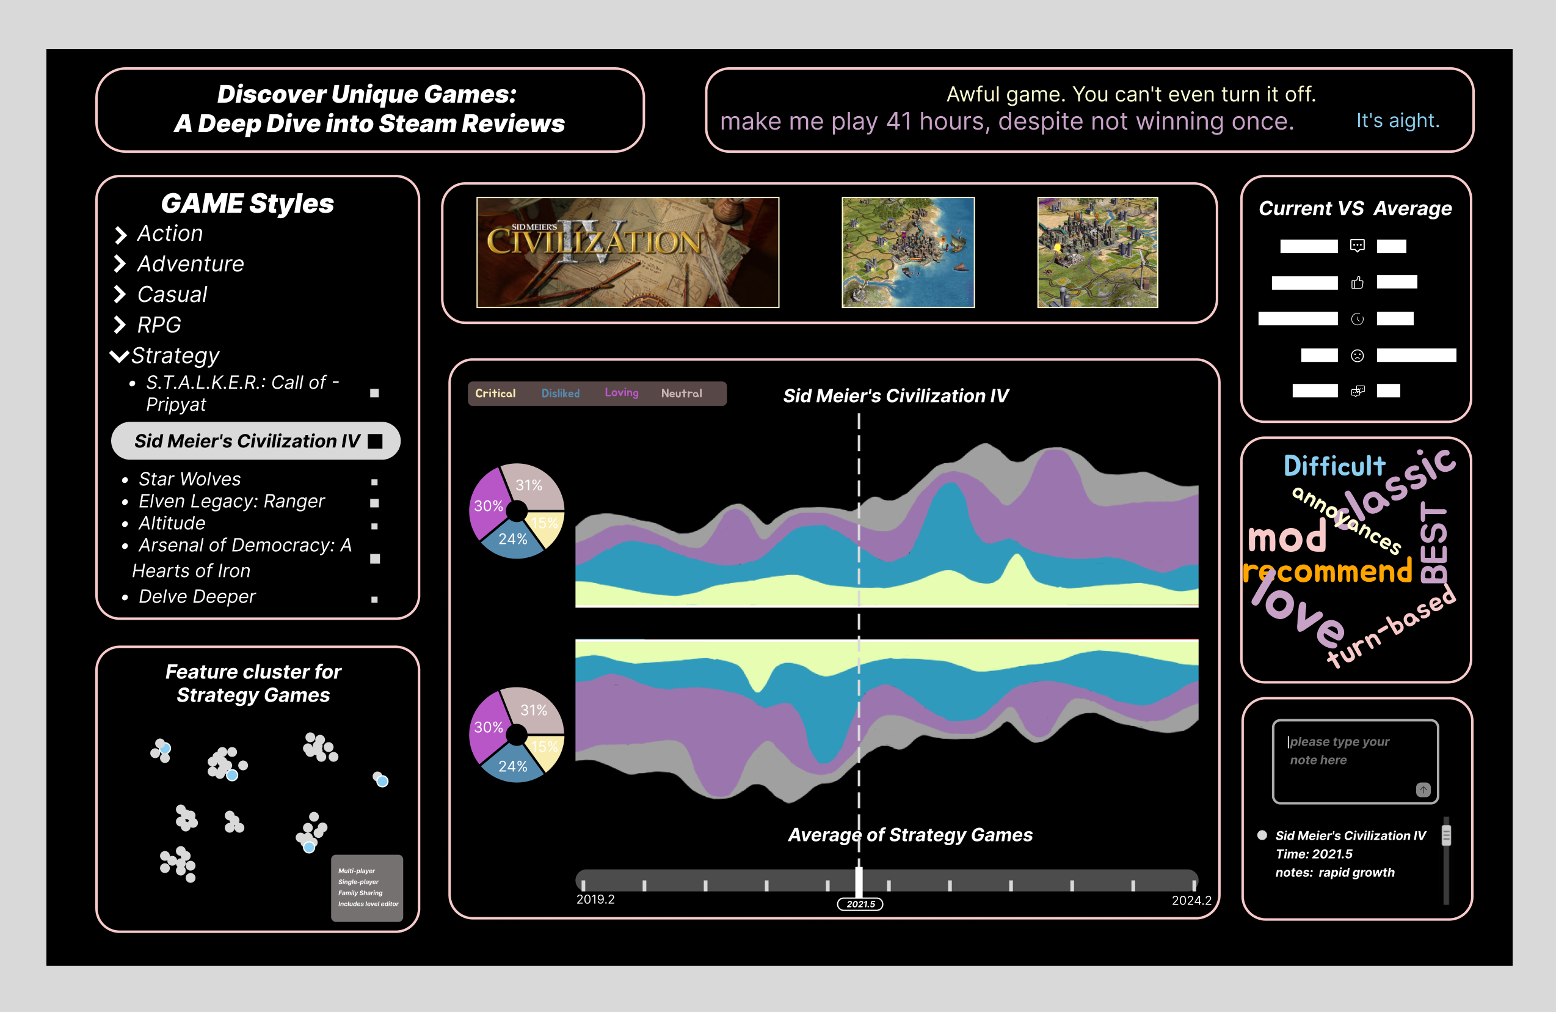 Discover Unique Games:
A Deep Dive into Steam Reviews
Awful game. You can't even turn it off.
make me play 41 hours, despite not winning once.
It's aight.
GAME Styles
Action
Adventure
Casual
RPG
Strategy
S.T.A.L.K.E.R.: Call of -
Pripyat
Sid Meier's Civilization IV
Star Wolves
Elven Legacy: Ranger
Altitude
Arsenal of Democracy: A
Hearts of Iron
Delve Deeper
Feature cluster for
Strategy Games
Multi-player
Single-player
Family Sharing
Includes level editor
SID MEIER'S
CIVILIZATION
IV
Critical Disliked Loving Neutral
Sid Meier's Civilization IV
31%
30%
15%
24%
31%
30%
15%
24%
Average of Strategy Games
2019.2
2021.5
2024.2
Current VS Average
Difficult
classic
annoyances
mod
BEST
recommend
love
turn-based
please type your
note here
Sid Meier's Civilization IV
Time: 2021.5
notes: rapid growth